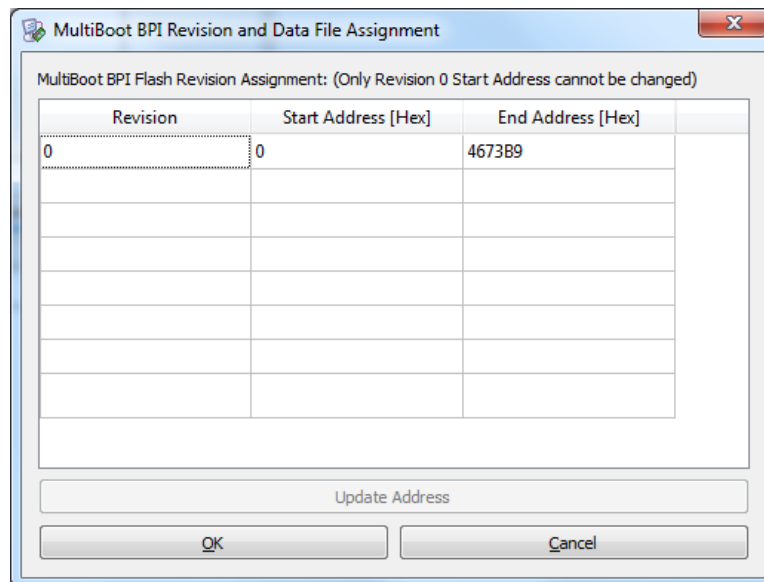 MultiBoot BPI Revision and Data File Assignment
MultiBoot BPI Flash Revision Assignment: (Only Revision 0 Start Address cannot be changed)
Revision Start Address [Hex] End Address [Hex]
0 0 4673B9
Update Address
OK Cancel